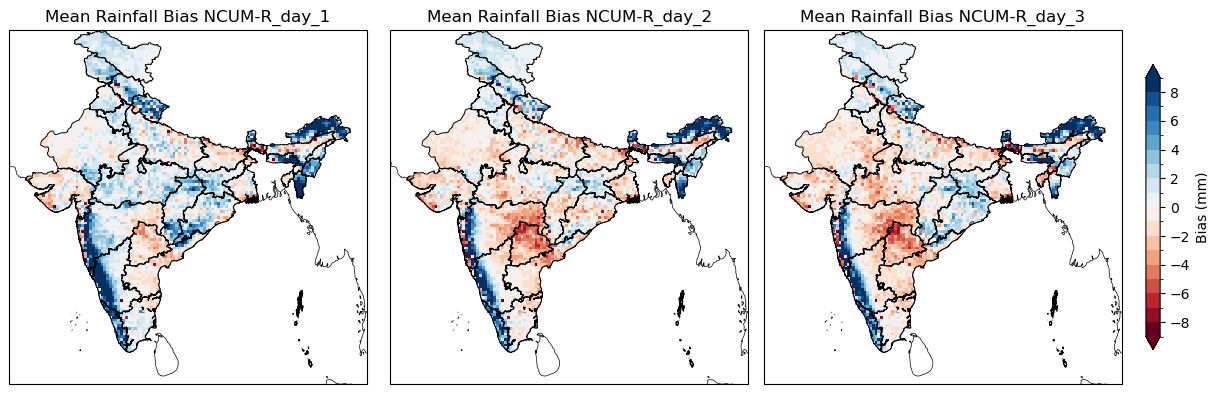 Mean Rainfall Bias NCUM-R_day_1
Mean Rainfall Bias NCUM-R_day_2
Mean Rainfall Bias NCUM-R_day_3
8
6
4
2
0
−2
−4
−6
−8
Bias (mm)